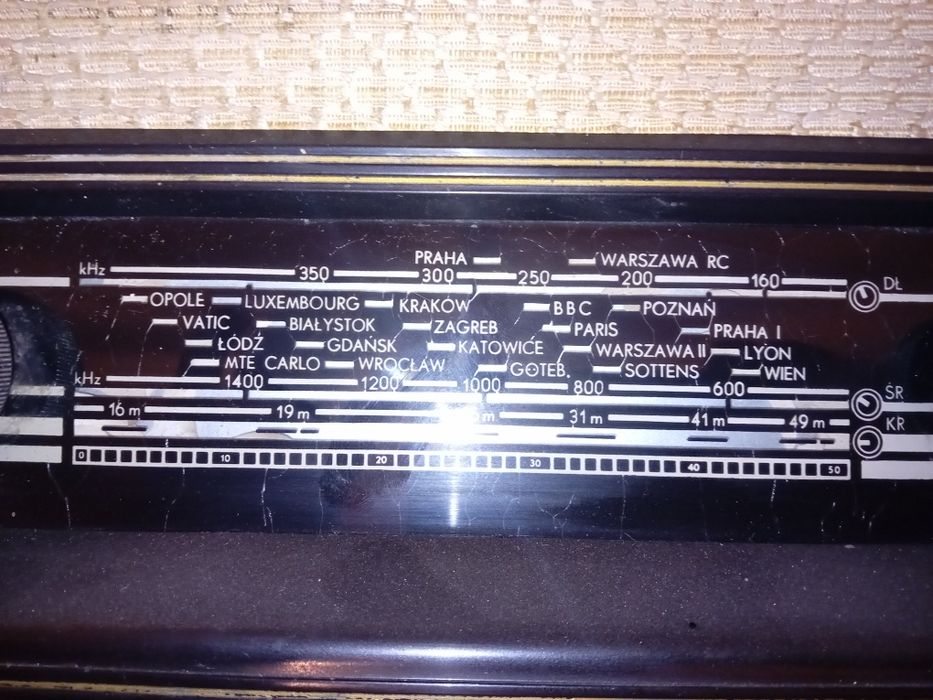 PRAHA WARSZAWA RC
kHz 350 300 250 200 160 DŁ
OPOLE LUXEMBOURG KRAKÓW BBC POZNAŃ
VATIC BIAŁYSTOK ZAGREB PARIS PRAHA I
ŁÓDŹ GDAŃSK KATOWICE WARSZAWA II LYON
MTE CARLO WROCŁAW GÖTEB. SOTTENS WIEN
kHz 1400 1200 1000 800 600 ŚR
16 m 19 m m 31 m 41 m 49 m KR
0 10 20 30 40 50